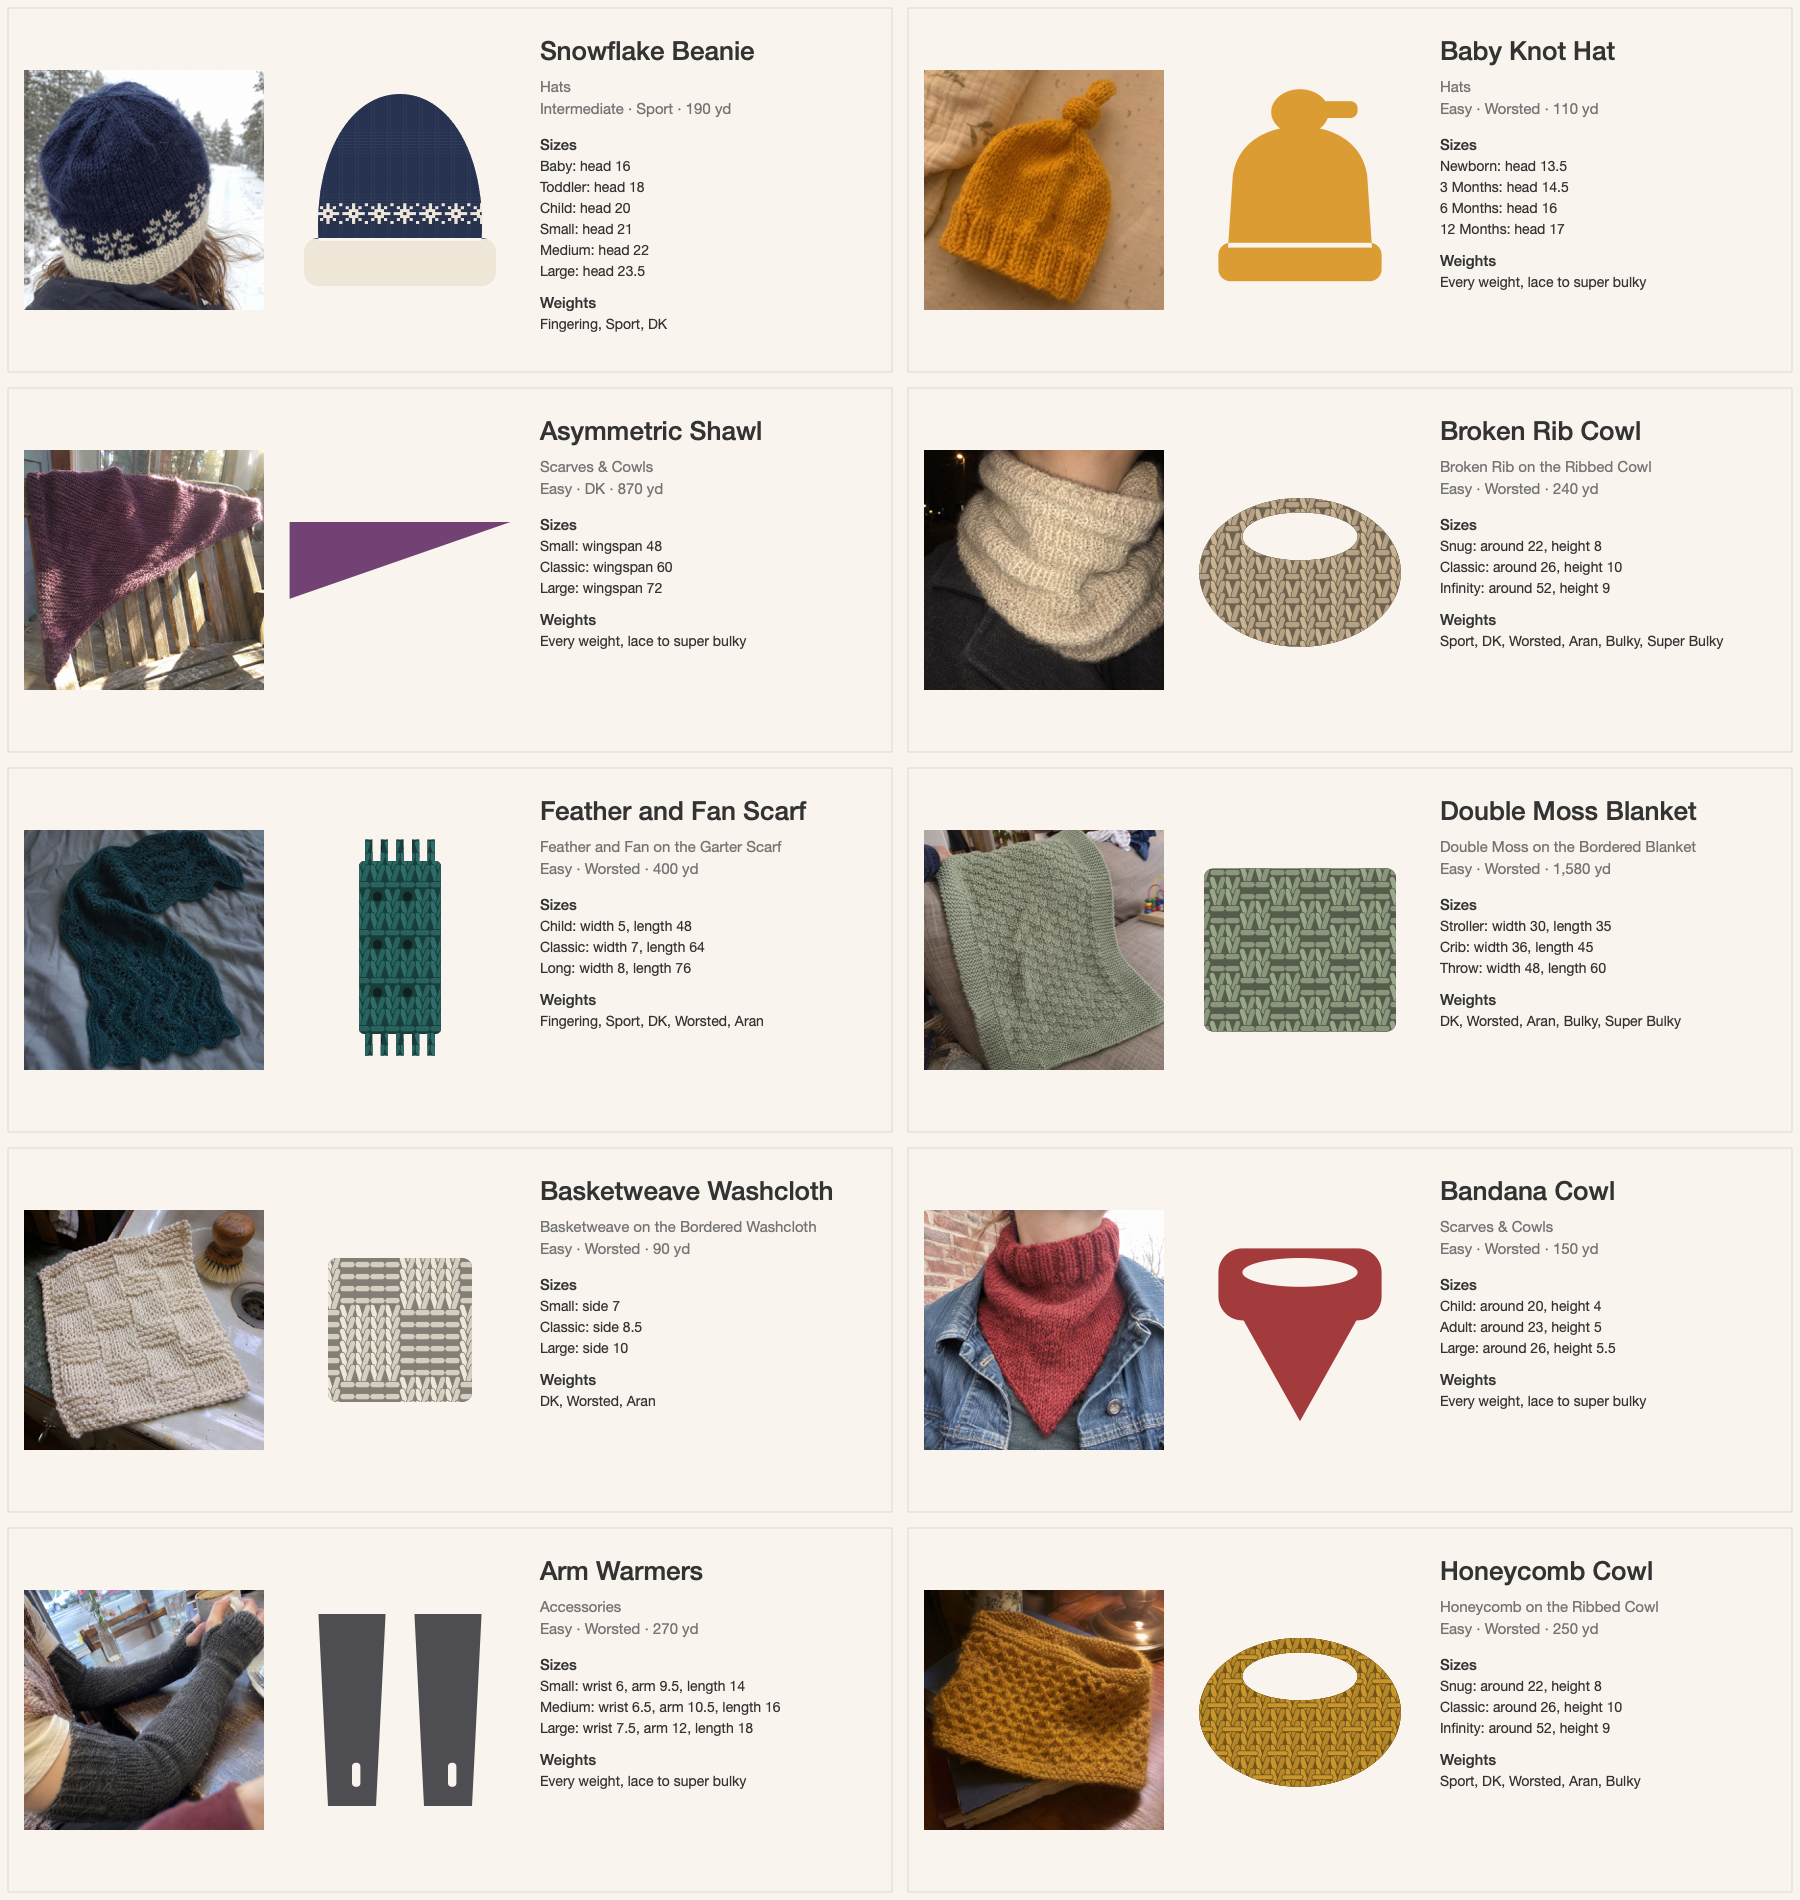 Snowflake Beanie
Hats
Intermediate · Sport · 190 yd
Sizes
Baby: head 16
Toddler: head 18
Child: head 20
Small: head 21
Medium: head 22
Large: head 23.5
Weights
Fingering, Sport, DK
Baby Knot Hat
Hats
Easy · Worsted · 110 yd
Sizes
Newborn: head 13.5
3 Months: head 14.5
6 Months: head 16
12 Months: head 17
Weights
Every weight, lace to super bulky
Asymmetric Shawl
Scarves & Cowls
Easy · DK · 870 yd
Sizes
Small: wingspan 48
Classic: wingspan 60
Large: wingspan 72
Weights
Every weight, lace to super bulky
Broken Rib Cowl
Broken Rib on the Ribbed Cowl
Easy · Worsted · 240 yd
Sizes
Snug: around 22, height 8
Classic: around 26, height 10
Infinity: around 52, height 9
Weights
Sport, DK, Worsted, Aran, Bulky, Super Bulky
Feather and Fan Scarf
Feather and Fan on the Garter Scarf
Easy · Worsted · 400 yd
Sizes
Child: width 5, length 48
Classic: width 7, length 64
Long: width 8, length 76
Weights
Fingering, Sport, DK, Worsted, Aran
Double Moss Blanket
Double Moss on the Bordered Blanket
Easy · Worsted · 1,580 yd
Sizes
Stroller: width 30, length 35
Crib: width 36, length 45
Throw: width 48, length 60
Weights
DK, Worsted, Aran, Bulky, Super Bulky
Basketweave Washcloth
Basketweave on the Bordered Washcloth
Easy · Worsted · 90 yd
Sizes
Small: side 7
Classic: side 8.5
Large: side 10
Weights
DK, Worsted, Aran
Bandana Cowl
Scarves & Cowls
Easy · Worsted · 150 yd
Sizes
Child: around 20, height 4
Adult: around 23, height 5
Large: around 26, height 5.5
Weights
Every weight, lace to super bulky
Arm Warmers
Accessories
Easy · Worsted · 270 yd
Sizes
Small: wrist 6, arm 9.5, length 14
Medium: wrist 6.5, arm 10.5, length 16
Large: wrist 7.5, arm 12, length 18
Weights
Every weight, lace to super bulky
Honeycomb Cowl
Honeycomb on the Ribbed Cowl
Easy · Worsted · 250 yd
Sizes
Snug: around 22, height 8
Classic: around 26, height 10
Infinity: around 52, height 9
Weights
Sport, DK, Worsted, Aran, Bulky